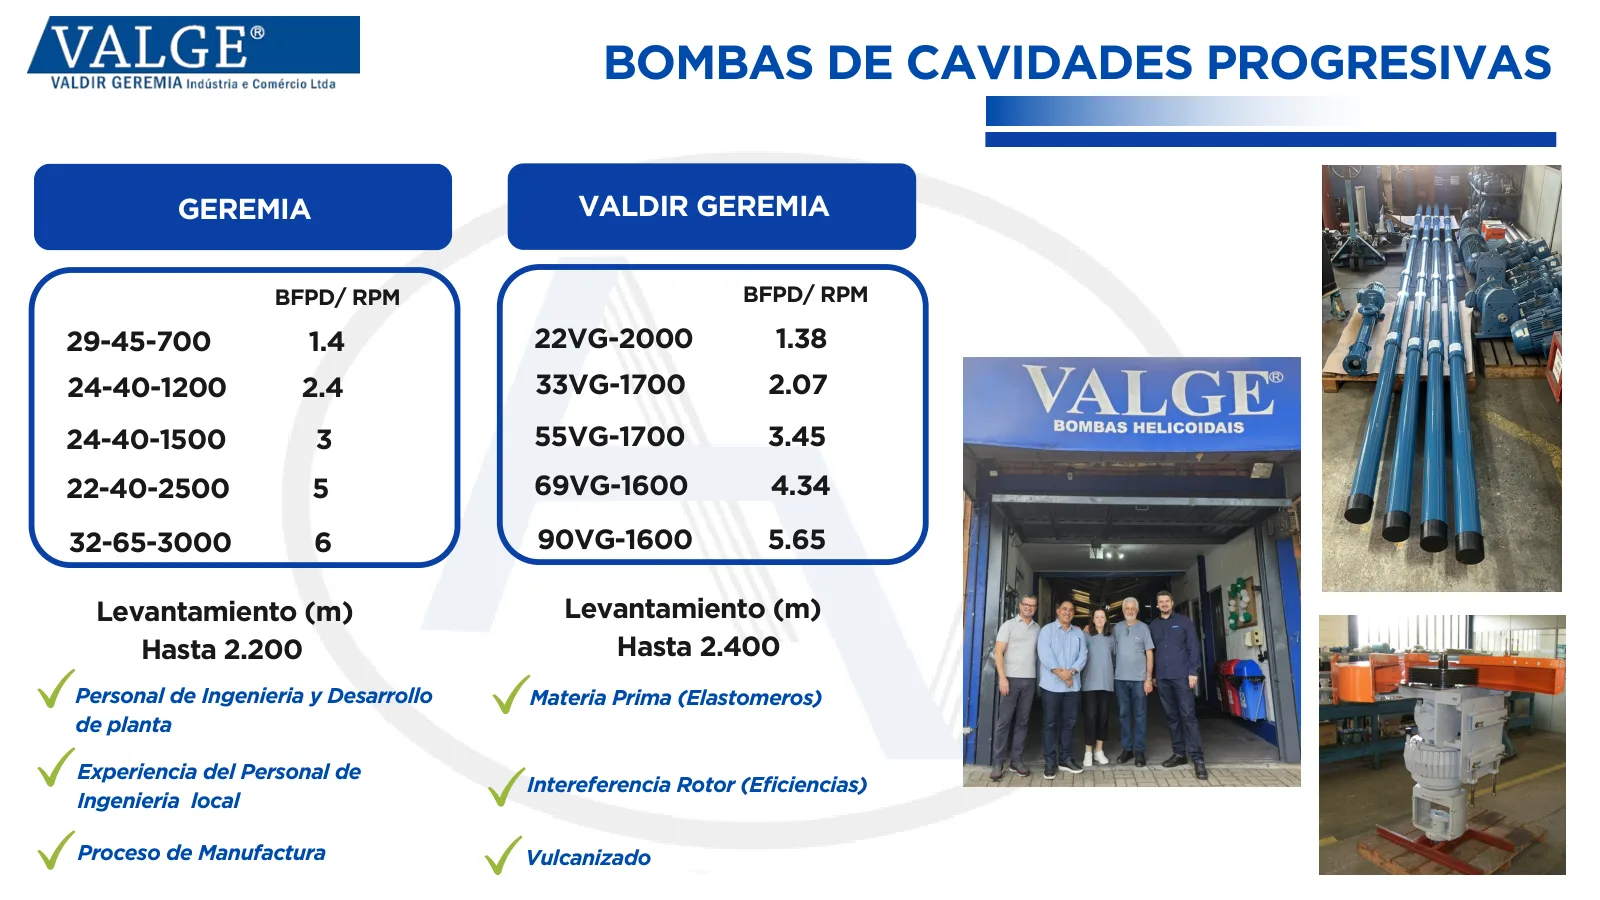 VALGE®
VALDIR GEREMIA Indústria e Comércio Ltda
BOMBAS DE CAVIDADES PROGRESIVAS
GEREMIA
BFPD/ RPM
29-45-700 1.4
24-40-1200 2.4
24-40-1500 3
22-40-2500 5
32-65-3000 6
Levantamiento (m)
Hasta 2.200
Personal de Ingenieria y Desarrollo
de planta
Experiencia del Personal de
Ingenieria local
Proceso de Manufactura
VALDIR GEREMIA
BFPD/ RPM
22VG-2000 1.38
33VG-1700 2.07
55VG-1700 3.45
69VG-1600 4.34
90VG-1600 5.65
Levantamiento (m)
Hasta 2.400
Materia Prima (Elastomeros)
Intereferencia Rotor (Eficiencias)
Vulcanizado
VALGE®
BOMBAS HELICOIDAIS